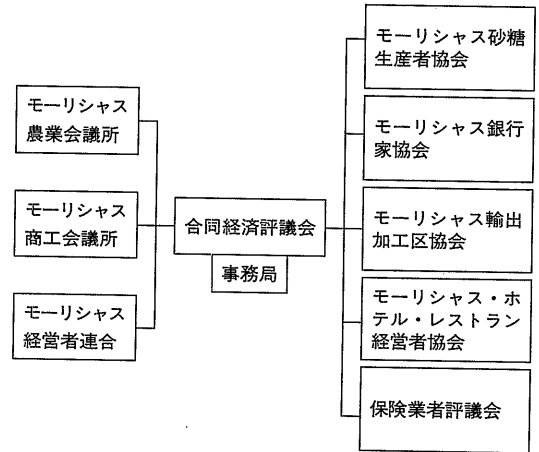 モーリシャス
農業会議所
モーリシャス
商工会議所
モーリシャス
経営者連合
合同経済評議会
事務局
モーリシャス砂糖
生産者協会
モーリシャス銀行
家協会
モーリシャス輸出
加工区協会
モーリシャス・ホ
テル・レストラン
経営者協会
保険業者評議会